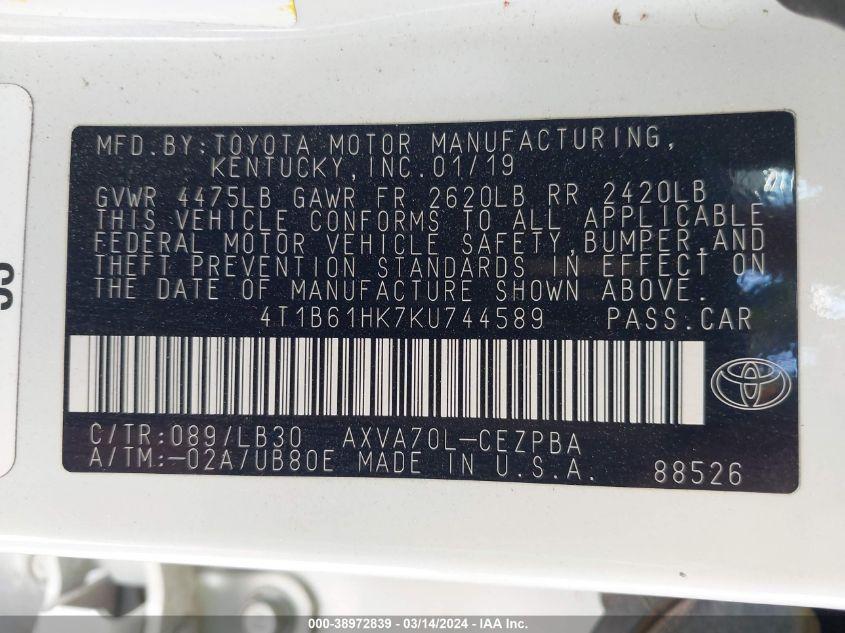 MFD.BY:TOYOTA MOTOR MANUFACTURING,
KENTUCKY,INC.01/19
GVWR 4475LB GAWR FR 2620LB RR 2420LB
THIS VEHICLE CONFORMS TO ALL APPLICABLE
FEDERAL MOTOR VEHICLE SAFETY,BUMPER,AND
THEFT PREVENTION STANDARDS IN EFFECT ON
THE DATE OF MANUFACTURE SHOWN ABOVE.
4T1B61HK7KU744589 PASS.CAR
C/TR:089/LB30 AXVA70L-CEZPBA
A/TM:-02A/UB80E MADE IN U.S.A. 88526
000-38972839 - 03/14/2024 - IAA Inc.